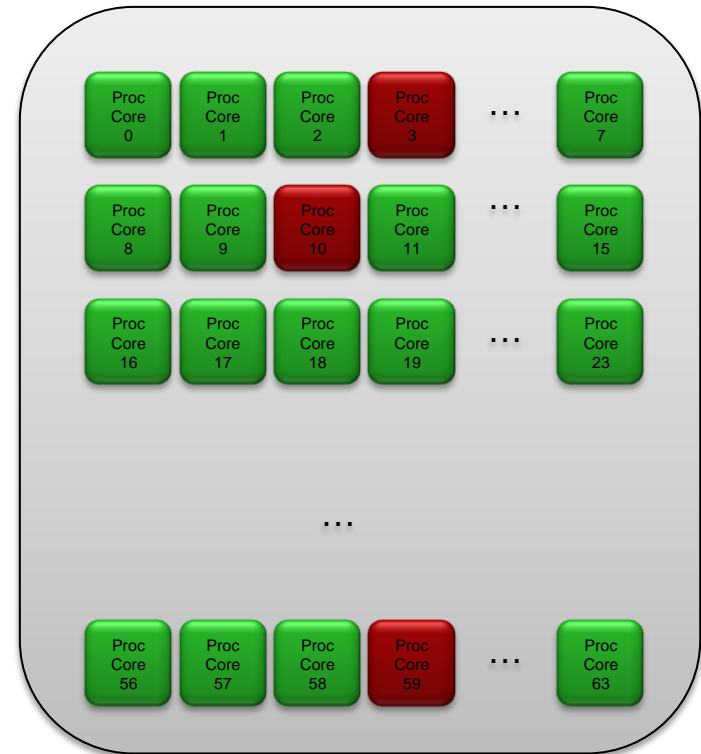 Proc
Core
0
Proc
Core
1
Proc
Core
2
Proc
Core
3
...
Proc
Core
7
Proc
Core
8
Proc
Core
9
Proc
Core
10
Proc
Core
11
...
Proc
Core
15
Proc
Core
16
Proc
Core
17
Proc
Core
18
Proc
Core
19
...
Proc
Core
23
...
Proc
Core
56
Proc
Core
57
Proc
Core
58
Proc
Core
59
...
Proc
Core
63